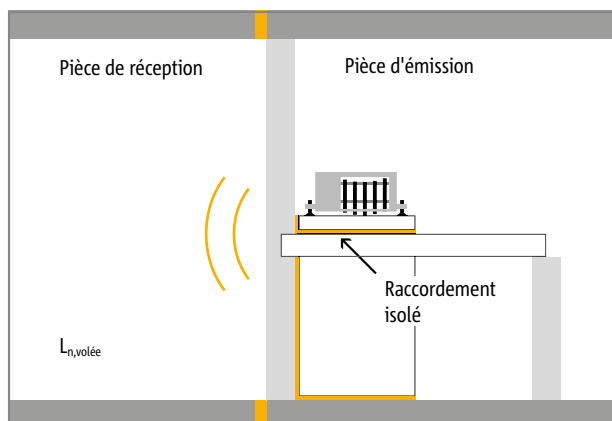 Pièce de réception
Pièce d'émission
Raccordement
isolé
Ln,volée